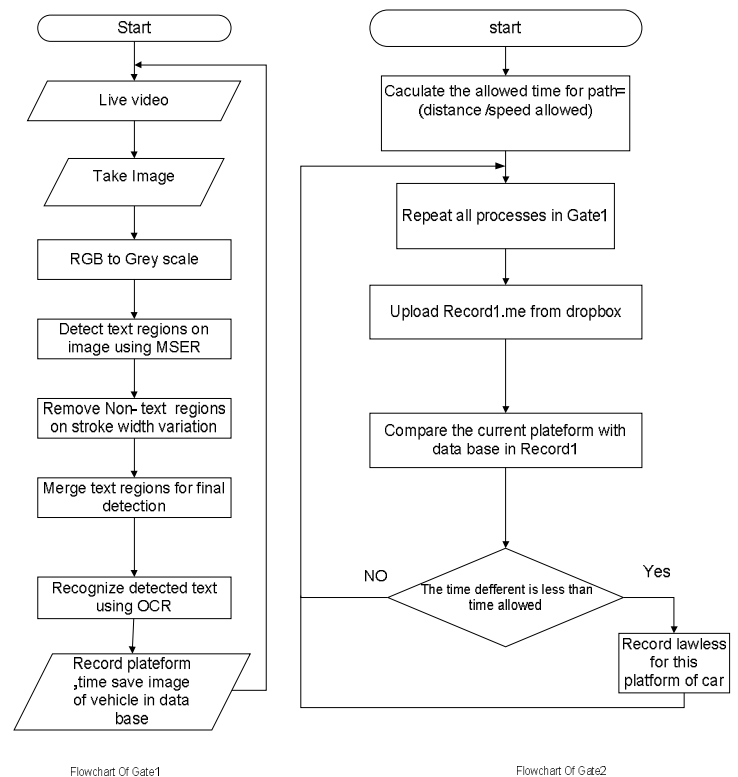 Start
Live video
Take Image
RGB to Grey scale
Detect text regions on
image using MSER
Remove Non- text regions
on stroke width variation
Merge text regions for final
detection
Recognize detected text
using OCR
Record plateform
,time save image
of vehicle in data
base
Flowchart Of Gate1
start
Caculate the allowed time for path=
(distance /speed allowed)
Repeat all processes in Gate1
Upload Record1.me from dropbox
Compare the current plateform with
data base in Record1
The time defferent is less than
time allowed
NO
Yes
Record lawless
for this
platform of car
Flowchart Of Gate2